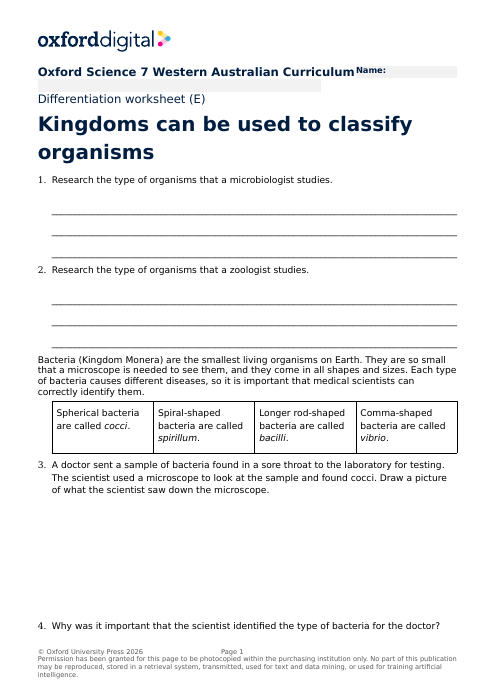 oxforddigital
Oxford Science 7 Western Australian Curriculum Name:
Differentiation worksheet (E)
Kingdoms can be used to classify
organisms
1. Research the type of organisms that a microbiologist studies.
2. Research the type of organisms that a zoologist studies.
Bacteria (Kingdom Monera) are the smallest living organisms on Earth. They are so small
that a microscope is needed to see them, and they come in all shapes and sizes. Each type
of bacteria causes different diseases, so it is important that medical scientists can
correctly identify them.
Spherical bacteria
are called cocci.
Spiral-shaped
bacteria are called
spirillum.
Longer rod-shaped
bacteria are called
bacilli.
Comma-shaped
bacteria are called
vibrio.
3. A doctor sent a sample of bacteria found in a sore throat to the laboratory for testing.
The scientist used a microscope to look at the sample and found cocci. Draw a picture
of what the scientist saw down the microscope.
4. Why was it important that the scientist identified the type of bacteria for the doctor?
© Oxford University Press 2026 Page 1
Permission has been granted for this page to be photocopied within the purchasing institution only. No part of this publication
may be reproduced, stored in a retrieval system, transmitted, used for text and data mining, or used for training artificial
intelligence.